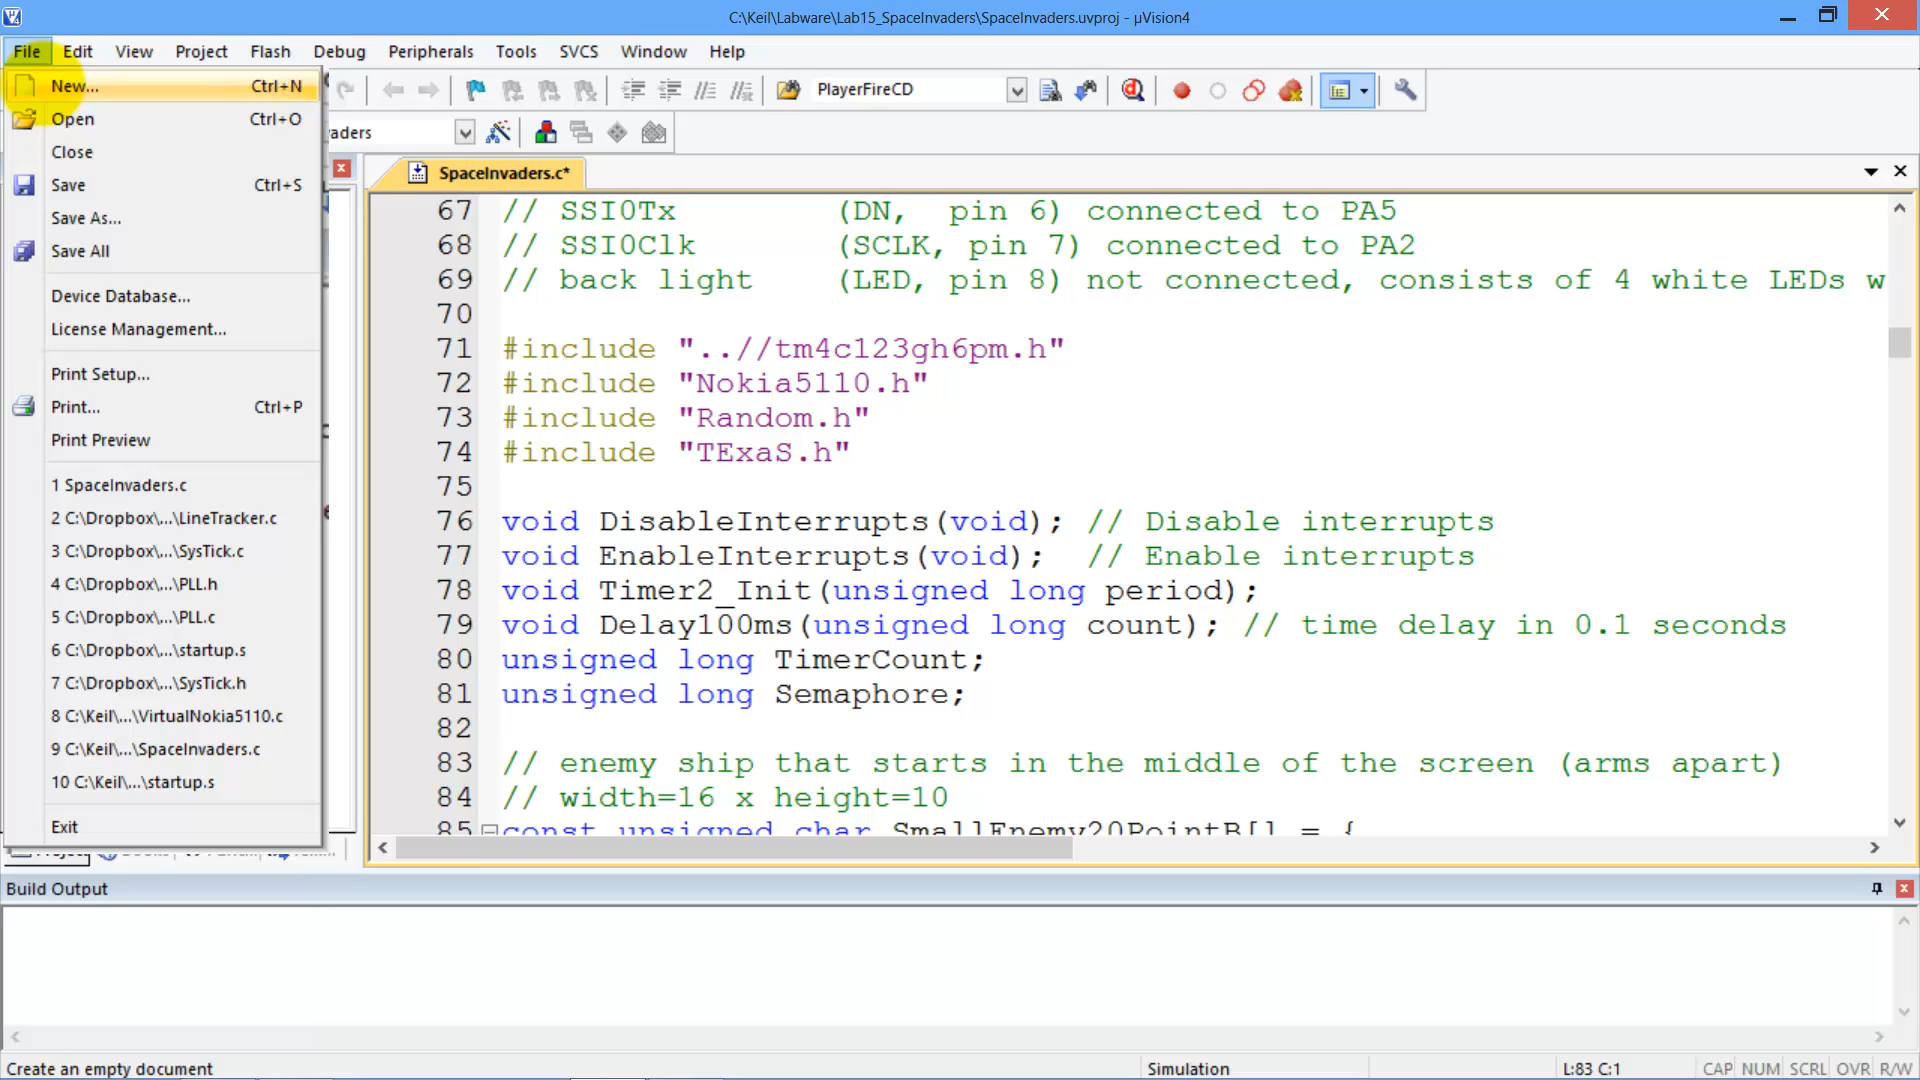 C:\Keil\Labware\Lab15_SpaceInvaders\SpaceInvaders.uvproj - µVision4
File Edit View Project Flash Debug Peripherals Tools SVCS Window Help
PlayerFireCD
aders
New... Ctrl+N
Open Ctrl+O
Close
Save Ctrl+S
Save As...
Save All
Device Database...
License Management...
Print Setup...
Print... Ctrl+P
Print Preview
1 SpaceInvaders.c
2 C:\Dropbox\...\LineTracker.c
3 C:\Dropbox\...\SysTick.c
4 C:\Dropbox\...\PLL.h
5 C:\Dropbox\...\PLL.c
6 C:\Dropbox\...\startup.s
7 C:\Dropbox\...\SysTick.h
8 C:\Keil\...\VirtualNokia5110.c
9 C:\Keil\...\SpaceInvaders.c
10 C:\Keil\...\startup.s
Exit
SpaceInvaders.c*
67 // SSI0Tx (DN, pin 6) connected to PA5
68 // SSI0Clk (SCLK, pin 7) connected to PA2
69 // back light (LED, pin 8) not connected, consists of 4 white LEDs w
70
71 #include "..//tm4c123gh6pm.h"
72 #include "Nokia5110.h"
73 #include "Random.h"
74 #include "TExaS.h"
75
76 void DisableInterrupts(void); // Disable interrupts
77 void EnableInterrupts(void); // Enable interrupts
78 void Timer2_Init(unsigned long period);
79 void Delay100ms(unsigned long count); // time delay in 0.1 seconds
80 unsigned long TimerCount;
81 unsigned long Semaphore;
82
83 // enemy ship that starts in the middle of the screen (arms apart)
84 // width=16 x height=10
85 const unsigned char SmallEnemy20PointB[] = {
Build Output
Create an empty document Simulation L:83 C:1 CAP NUM SCRL OVR R/W